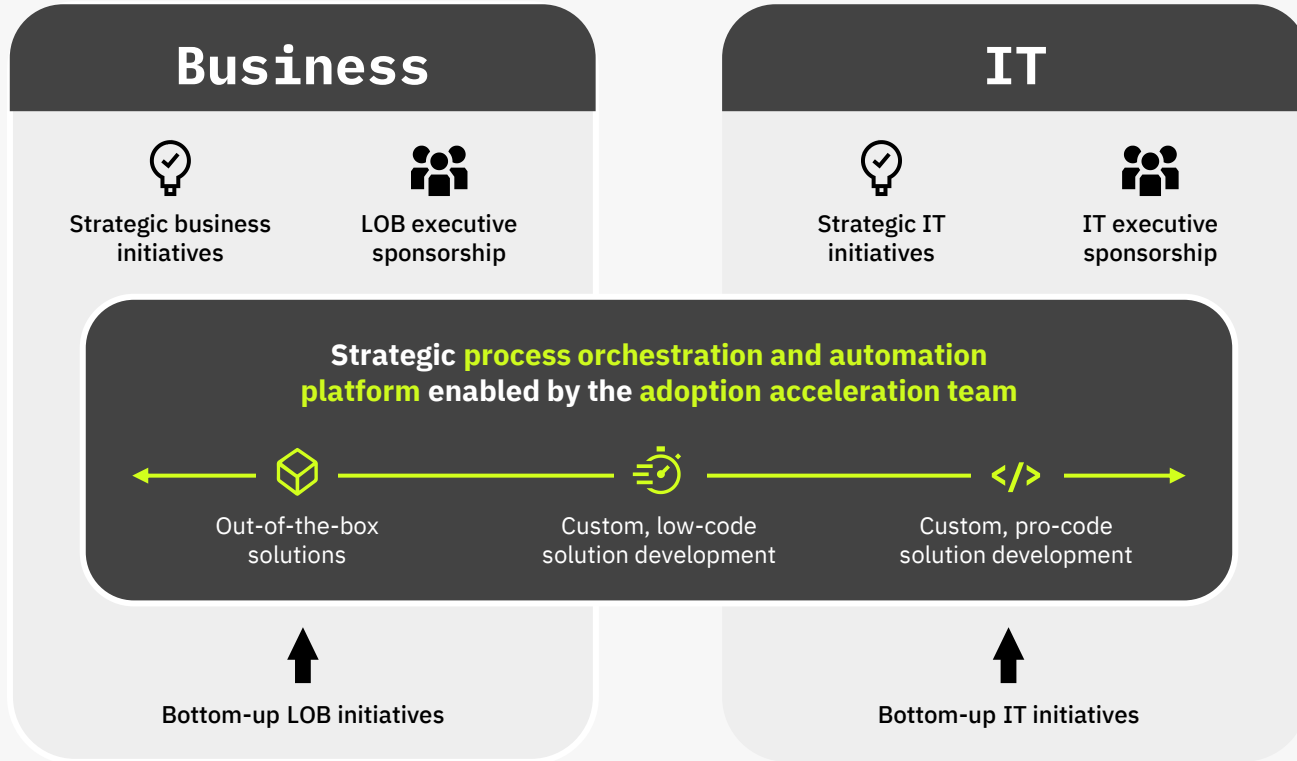 Business
IT
Strategic business
initiatives
LOB executive
sponsorship
Strategic IT
initiatives
IT executive
sponsorship
Strategic process orchestration and automation
platform enabled by the adoption acceleration team
</>
Out-of-the-box
solutions
Custom, low-code
solution development
Custom, pro-code
solution development
Bottom-up LOB initiatives
Bottom-up IT initiatives